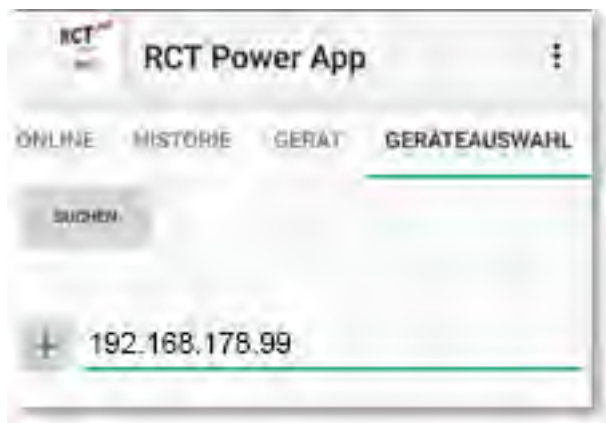 RCT
RCT Power App
ONLINE HISTORIE GERÄT GERÄTEAUSWAHL
SUCHEN
+ 192.168.178.99